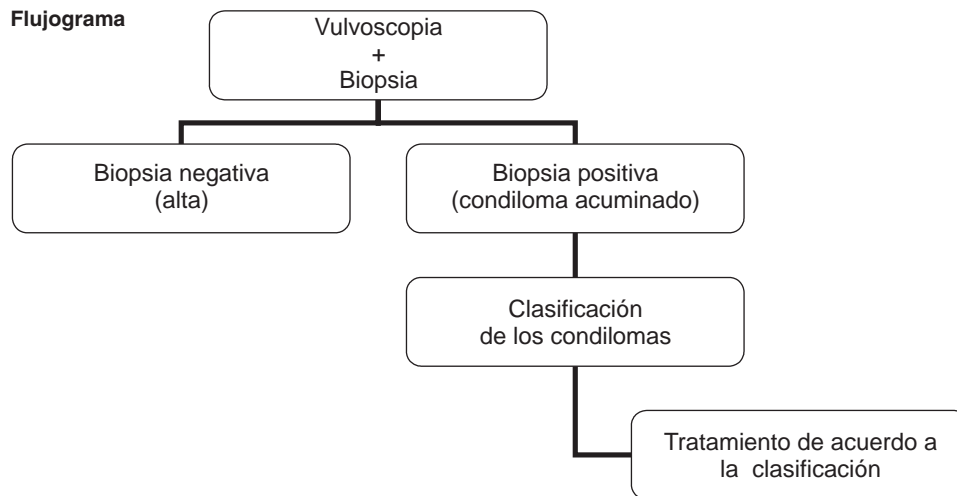 Flujograma
Vulvoscopia
+
Biopsia
Biopsia negativa
(alta)
Biopsia positiva
(condiloma acuminado)
Clasificación
de los condilomas
Tratamiento de acuerdo a
la clasificación